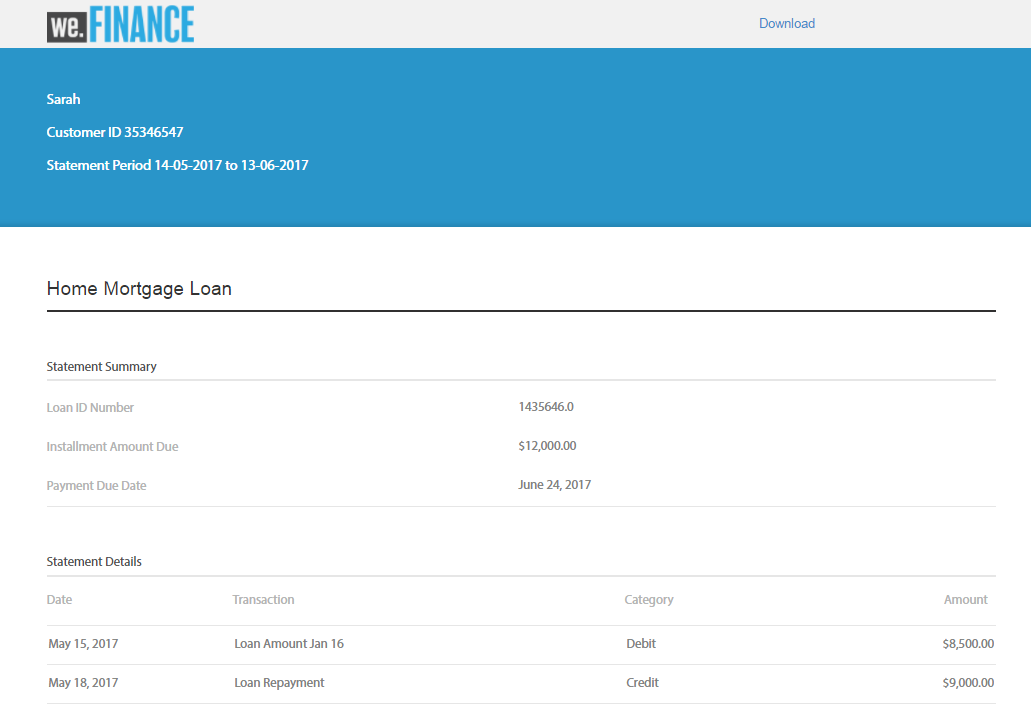 we.FINANCE
Download
Sarah
Customer ID 35346547
Statement Period 14-05-2017 to 13-06-2017
Home Mortgage Loan
Statement Summary
Loan ID Number 1435646.0
Installment Amount Due $12,000.00
Payment Due Date June 24, 2017
Statement Details
Date Transaction Category Amount
May 15, 2017 Loan Amount Jan 16 Debit $8,500.00
May 18, 2017 Loan Repayment Credit $9,000.00